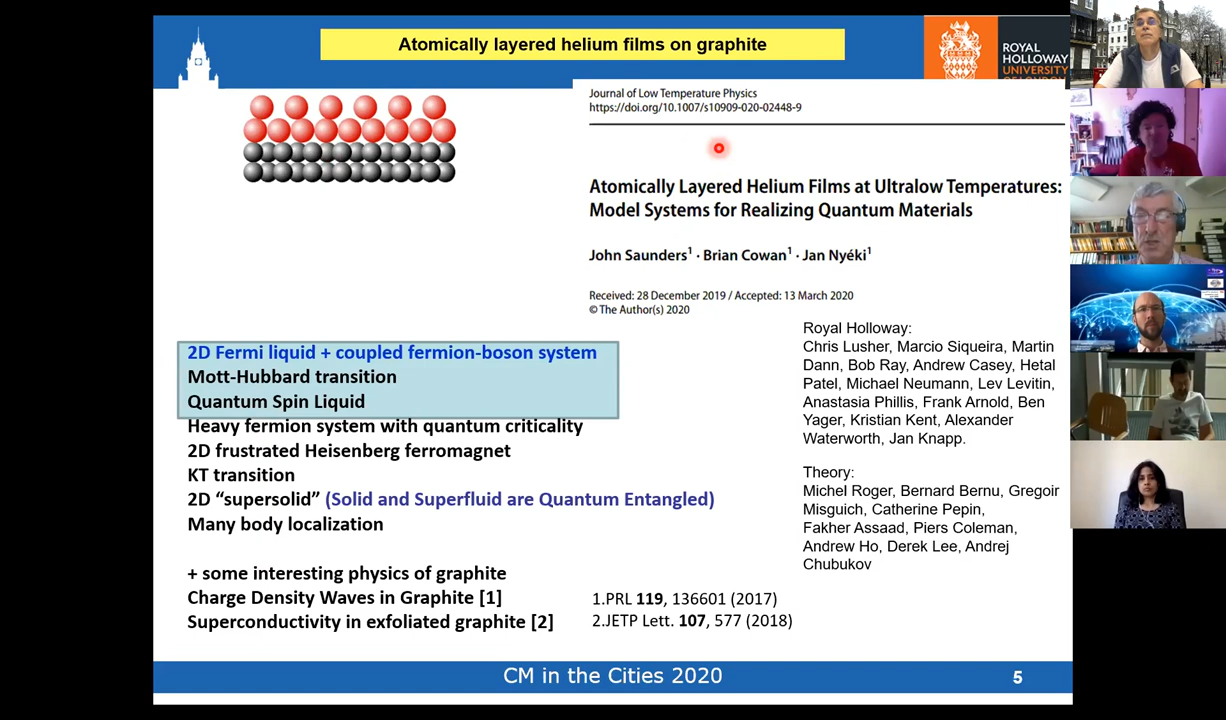 Atomically layered helium films on graphite
ROYAL
HOLLOWAY
UNIVERSITY
Journal of Low Temperature Physics
https://doi.org/10.1007/s10909-020-02448-9
Atomically Layered Helium Films at Ultralow Temperatures:
Model Systems for Realizing Quantum Materials
John Saunders¹ · Brian Cowan¹ · Jan Nyéki¹
Received: 28 December 2019 / Accepted: 13 March 2020
© The Author(s) 2020
2D Fermi liquid + coupled fermion-boson system
Mott-Hubbard transition
Quantum Spin Liquid
Heavy fermion system with quantum criticality
2D frustrated Heisenberg ferromagnet
KT transition
2D “supersolid” (Solid and Superfluid are Quantum Entangled)
Many body localization
+ some interesting physics of graphite
Charge Density Waves in Graphite [1]
Superconductivity in exfoliated graphite [2]
1.PRL 119, 136601 (2017)
2.JETP Lett. 107, 577 (2018)
Royal Holloway:
Chris Lusher, Marcio Siqueira, Martin
Dann, Bob Ray, Andrew Casey, Hetal
Patel, Michael Neumann, Lev Levitin,
Anastasia Phillis, Frank Arnold, Ben
Yager, Kristian Kent, Alexander
Waterworth, Jan Knapp.
Theory:
Michel Roger, Bernard Bernu, Gregoir
Misguich, Catherine Pepin,
Fakher Assaad, Piers Coleman,
Andrew Ho, Derek Lee, Andrej
Chubukov
CM in the Cities 2020
5